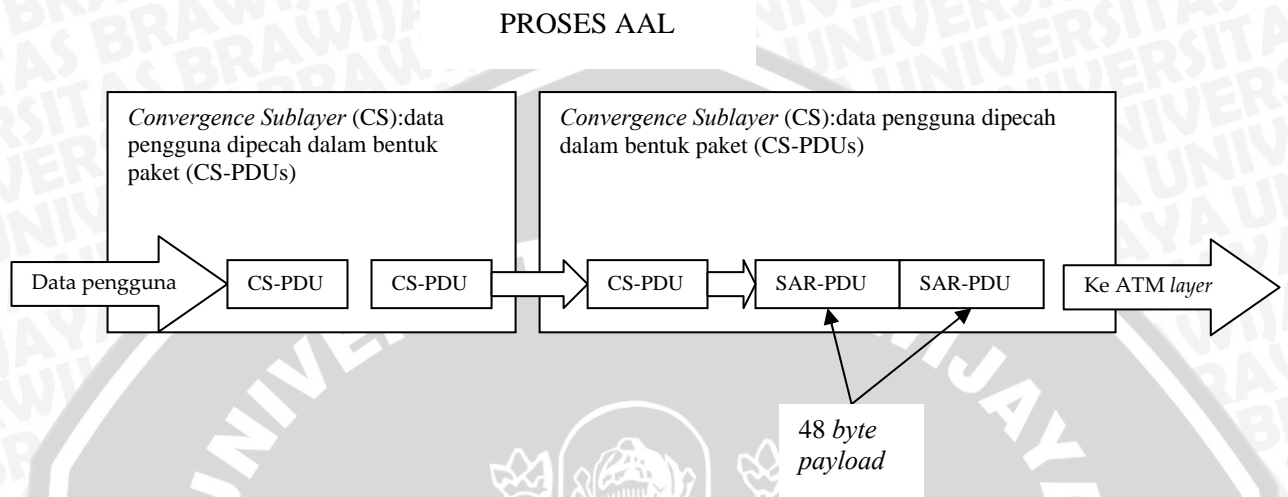 PROSES AAL
Convergence Sublayer (CS):data
pengguna dipecah dalam bentuk
paket (CS-PDUs)
Convergence Sublayer (CS):data pengguna dipecah
dalam bentuk paket (CS-PDUs)
Data pengguna
CS-PDU
CS-PDU
CS-PDU
SAR-PDU
SAR-PDU
Ke ATM layer
48 byte
payload